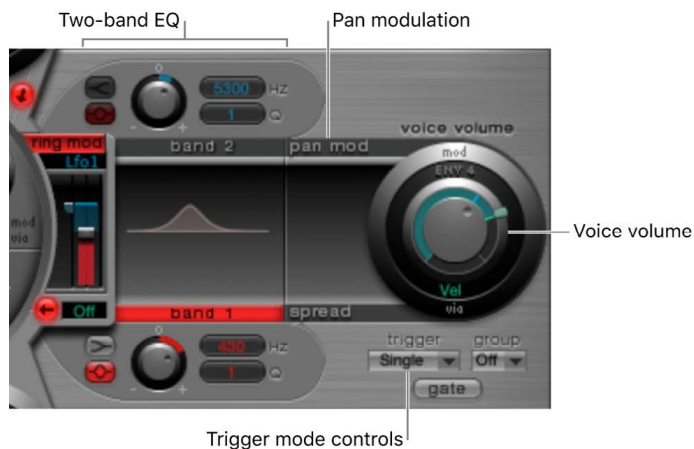 Two-band EQ
Pan modulation
0
5300 HZ
- +
1 Q
voice volume
ring mod
band 2
pan mod
mod
Lfo1
ENV 4
mod
via
Voice volume
Vel
Off
band 1
spread
via
0
430 HZ
trigger
group
Single
Off
- +
1 Q
gate
Trigger mode controls